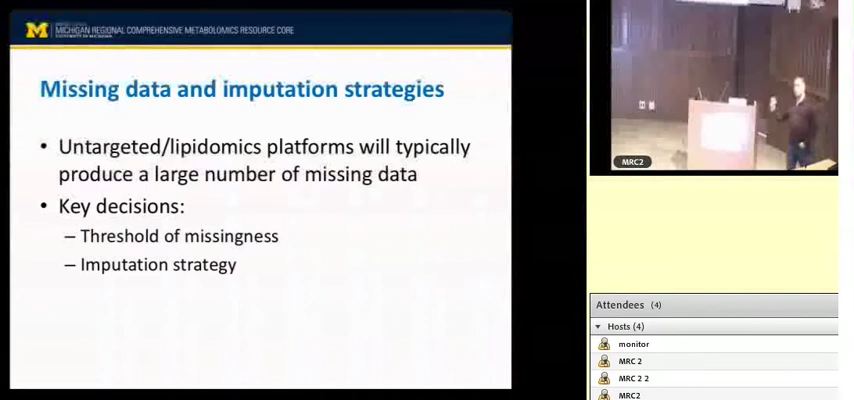 M MICHIGAN REGIONAL COMPREHENSIVE METABOLOMICS RESOURCE CORE
Missing data and imputation strategies
• Untargeted/lipidomics platforms will typically
produce a large number of missing data
• Key decisions:
– Threshold of missingness
– Imputation strategy
MRC2
Attendees (4)
Hosts (4)
monitor
MRC 2
MRC 2 2
MRC2